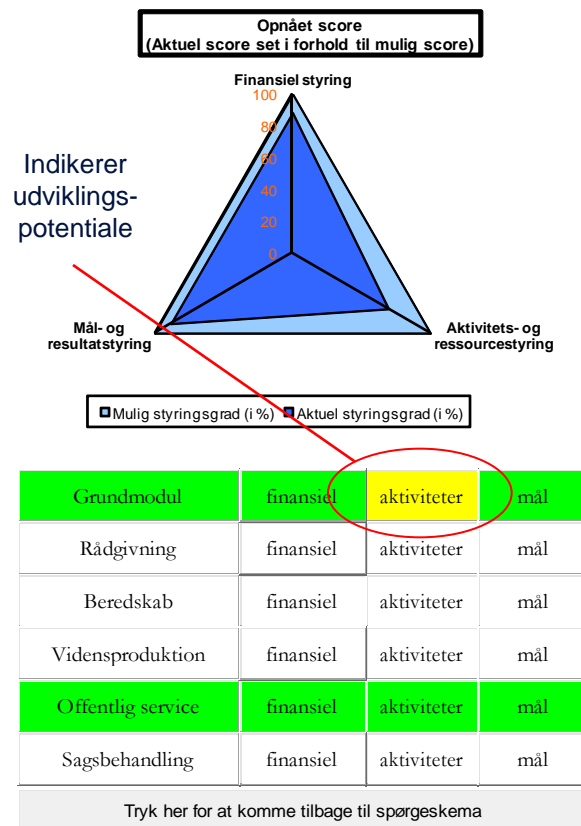 Opnået score
(Aktuel score set i forhold til mulig score)
Finansiel styring
100
80
60
40
20
0
Indikerer
udviklings-
potentiale
Mål- og
resultatstyring
Aktivitets- og
ressourcestyring
Mulig styringsgrad (i %) Aktuel styringsgrad (i %)
Grundmodul finansiel aktiviteter mål
Rådgivning finansiel aktiviteter mål
Beredskab finansiel aktiviteter mål
Vidensproduktion finansiel aktiviteter mål
Offentlig service finansiel aktiviteter mål
Sagsbehandling finansiel aktiviteter mål
Tryk her for at komme tilbage til spørgeskema